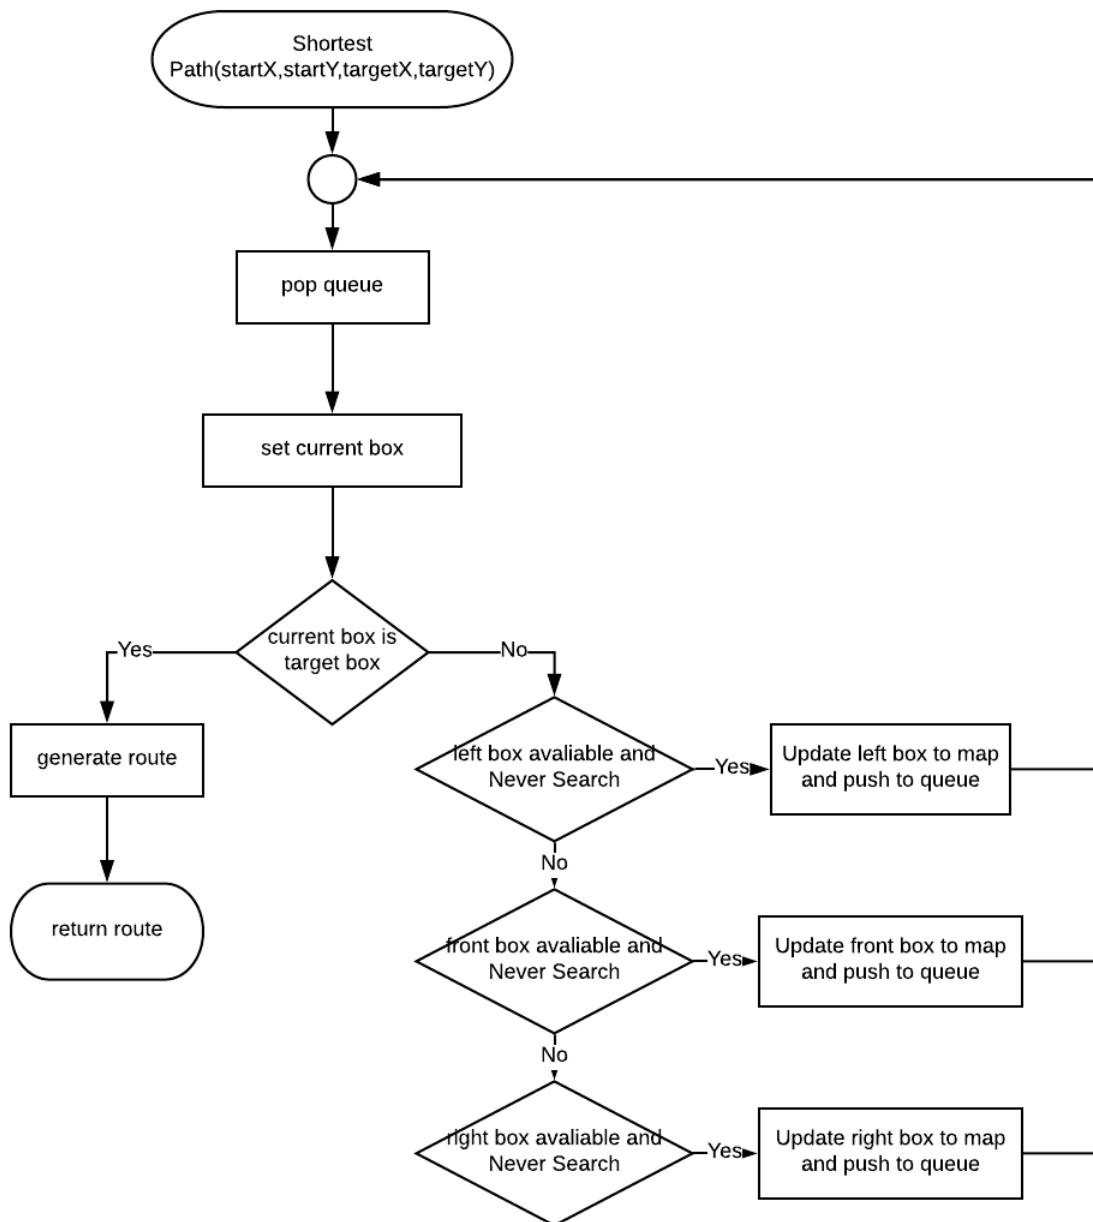 Shortest
Path(startX,startY,targetX,targetY)
pop queue
set current box
current box is
target box
Yes
No
generate route
return route
left box avaliable and
Never Search
Yes
Update left box to map
and push to queue
No
front box avaliable and
Never Search
Yes
Update front box to map
and push to queue
No
right box avaliable and
Never Search
Yes
Update right box to map
and push to queue